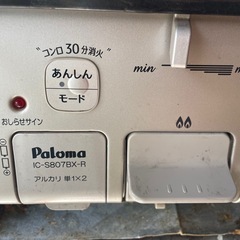 "コンロ30分消火"
あんしん
モード
おしらせサイン
min
m
Paloma
IC-S807BX-R
アルカリ 単1×2